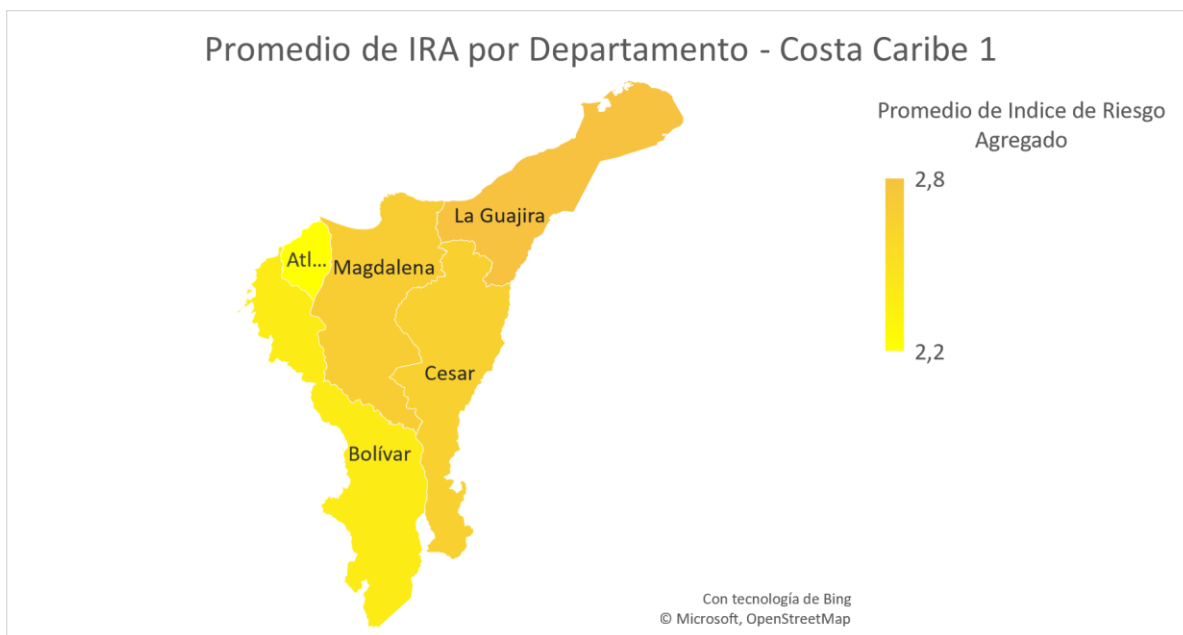 Promedio de IRA por Departamento - Costa Caribe 1
Promedio de Indice de Riesgo
Agregado
2,8
2,2
La Guajira
Atl...
Magdalena
Cesar
Bolívar
Con tecnología de Bing
© Microsoft, OpenStreetMap